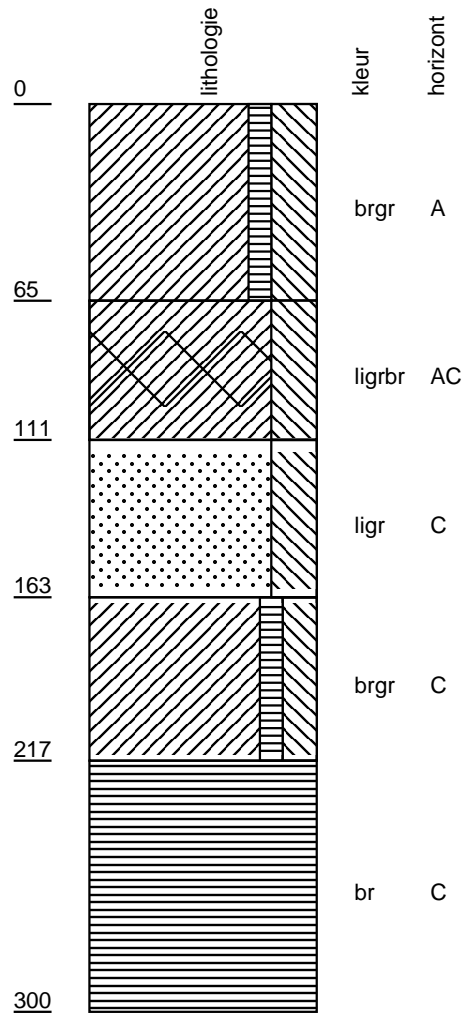 lithologie kleur horizont
0
brgr A
65
ligrbr AC
111
ligr C
163
brgr C
217
br C
300